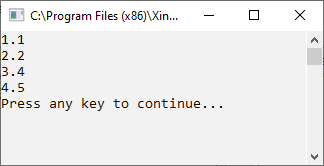 C:\Program Files (x86)\Xin...
1.1
2.2
3.4
4.5
Press any key to continue...